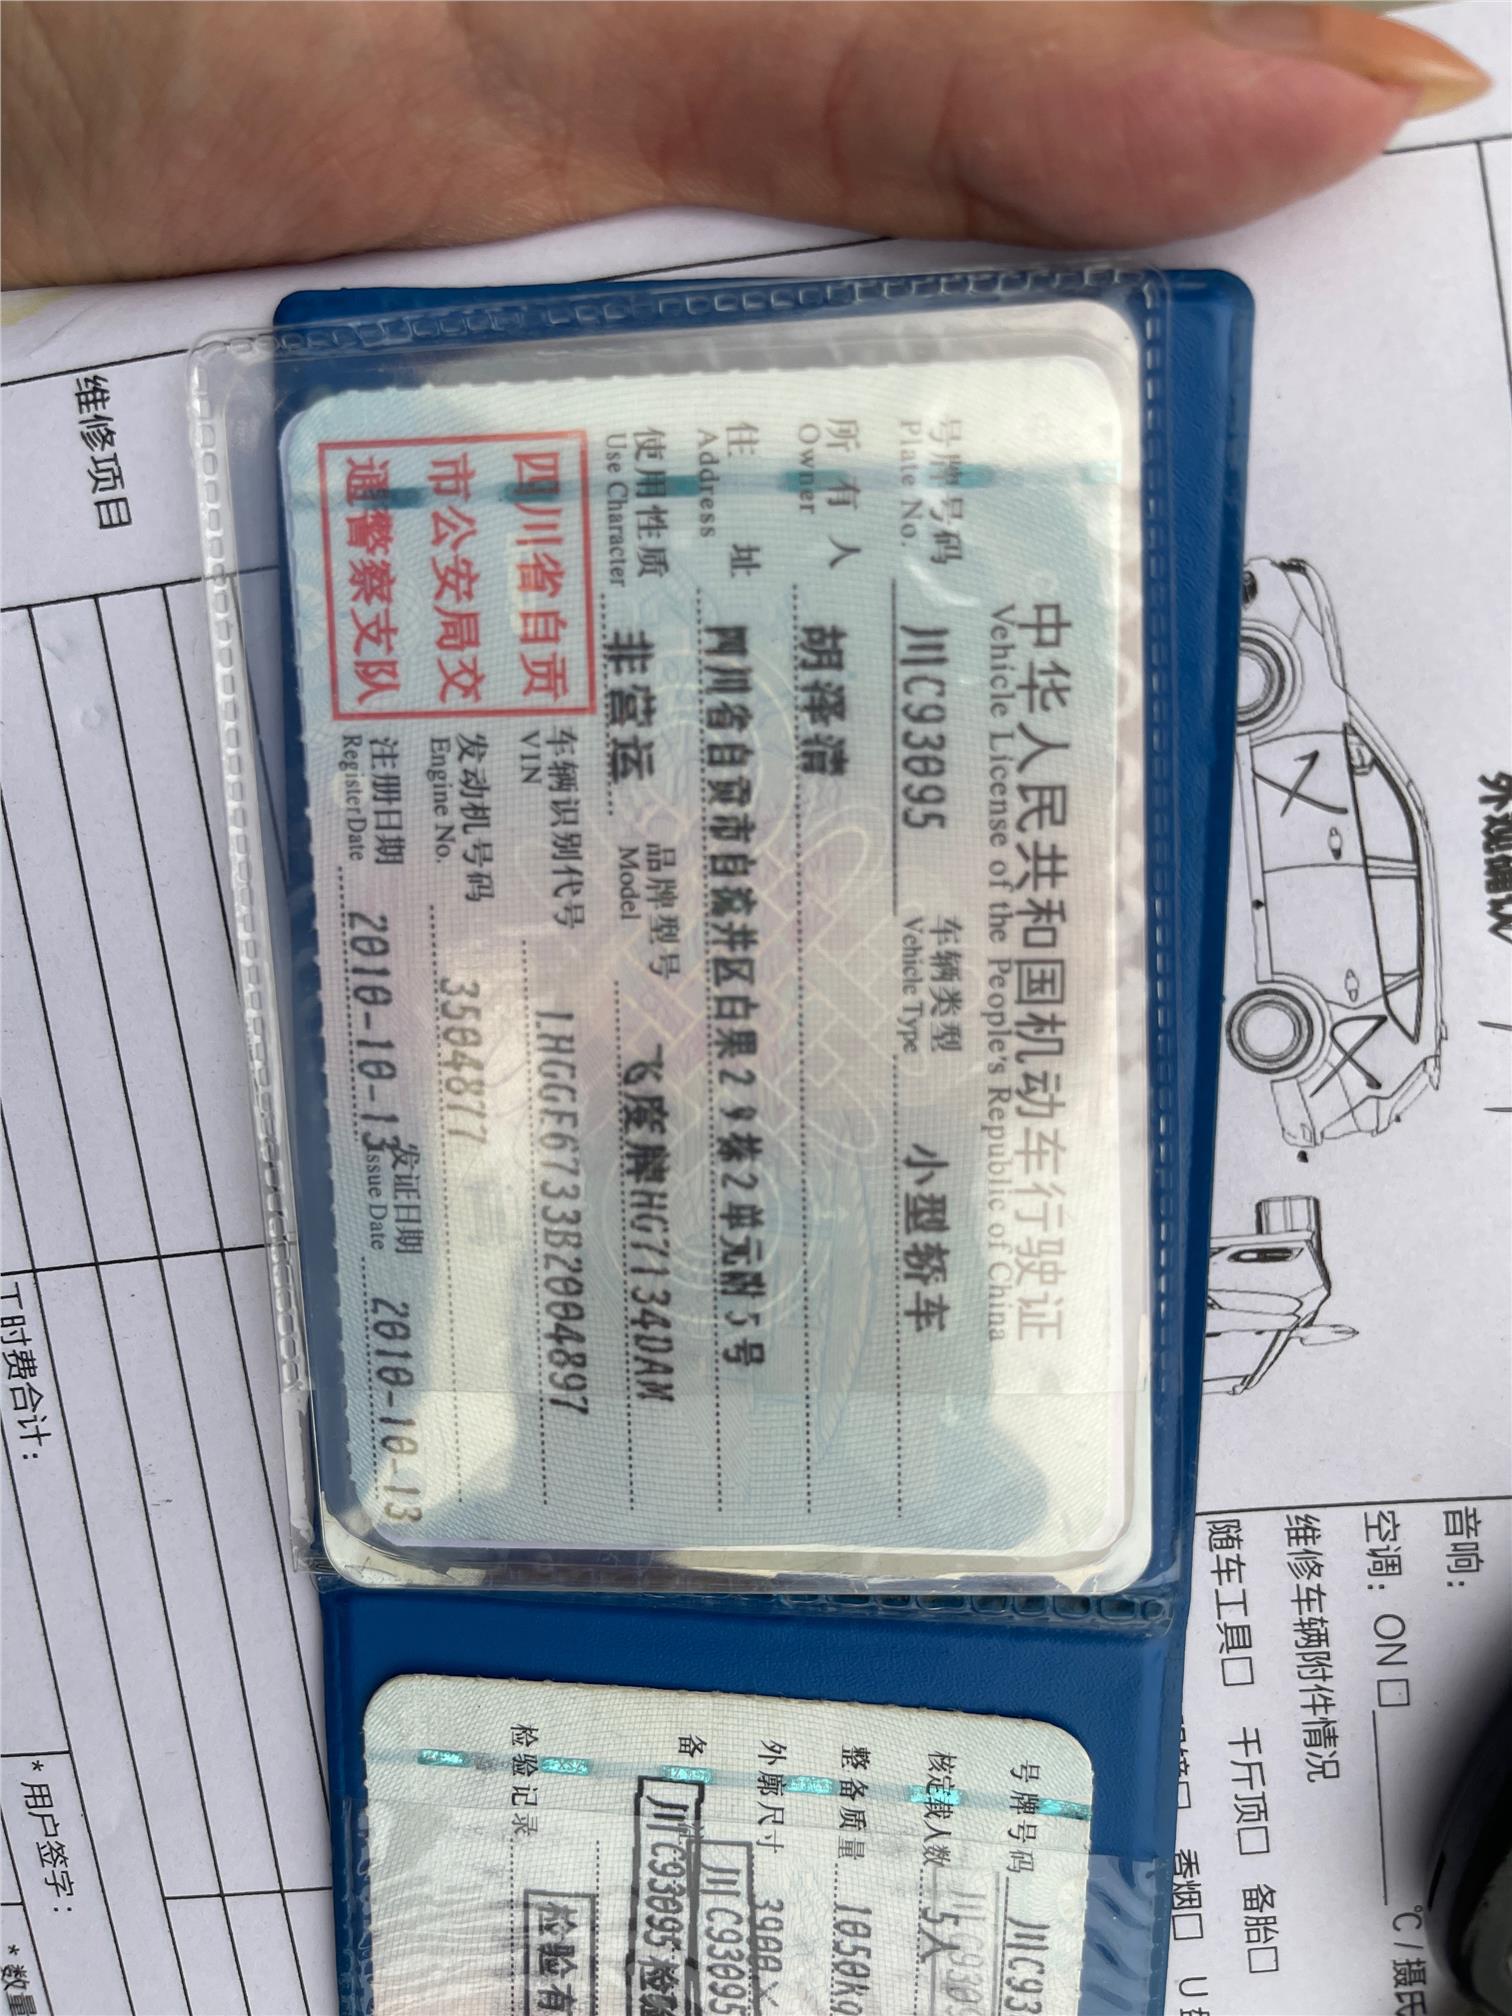 中华人民共和国机动车行驶证
Vehicle License of the People's Republic of China
号牌号码 川C93095 车辆类型 小型轿车
Plate No. Vehicle Type
所有人 胡泽清
Owner
住址 四川省自贡市自流井区白果29栋2单元附5号
Address
使用性质 非营运 品牌型号 飞度牌HG7134DAM
Use Character Model
四川省自贡
市公安局交
通警察支队
车辆识别代号 LHGGE6733B2004897
VIN
发动机号码 3504877
Engine No.
注册日期 2010-10-13 发证日期 2010-10-13
Register Date Issue Date
号牌号码 川C93
核定载人数 5人
整备质量 1050kg
外廓尺寸 3900×
备
川C93095
川C93095检验
检验记录
检验有
维修项目
工时费合计:
*用户签字:
*数量
外观确认
音响:
空调: ON□ ℃/摄氏
维修车辆附件情况
随车工具□ 千斤顶□ 备胎□
香烟□